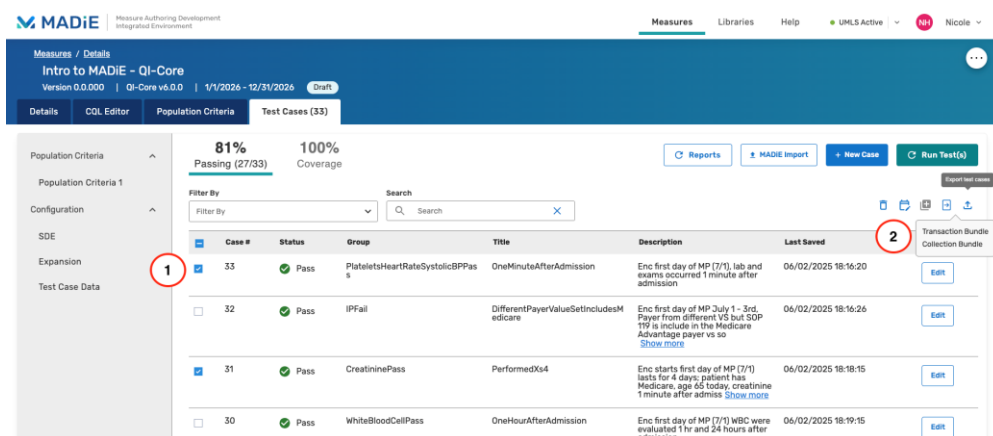 MADiE
Measure Authoring Development
Integrated Environment
Measures Libraries Help UMLS Active NH Nicole
Measures / Details
Intro to MADiE - QI-Core
Version 0.0.000 | QI-Core v6.0.0 | 1/1/2026 - 12/31/2026 Draft
Details CQL Editor Population Criteria Test Cases (33)
Population Criteria
Population Criteria 1
Configuration
SDE
Expansion
Test Case Data
81% 100%
Passing (27/33) Coverage
Reports MADiE Import + New Case Run Test(s)
Export test cases
Filter By Search
Filter By Search
2
Transaction Bundle
Collection Bundle
Case # Status Group Title Description Last Saved
1
33 Pass PlateletsHeartRateSystolicBPPas OneMinuteAfterAdmission Enc first day of MP (7/1), lab and 06/02/2025 18:16:20 Edit
s exams occurred 1 minute after
admission
32 Pass IPFail DifferentPayerValueSetIncludesM Enc first day of MP July 1 - 3rd, 06/02/2025 18:16:26 Edit
edicare Payer from different VS but SOP
119 is include in the Medicare
Advantage payer vs so
Show more
31 Pass CreatininePass PerformedXs4 Enc starts first day of MP (7/1) 06/02/2025 18:18:15 Edit
lasts for 4 days; patient has
Medicare, age 65 today, creatinine
1 minute after admiss Show more
30 Pass WhiteBloodCellPass OneHourAfterAdmission Enc first day of MP (7/1) WBC were 06/02/2025 18:19:15 Edit
evaluated 1 hr and 24 hours after